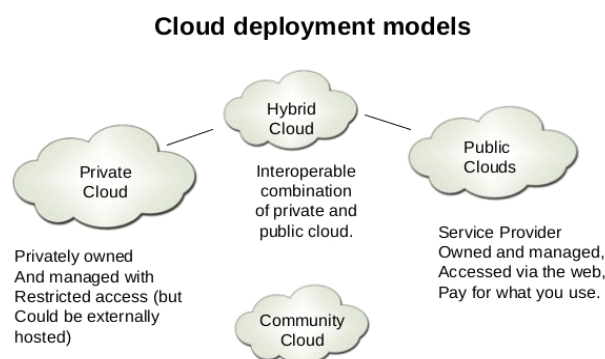 Cloud deployment models
Hybrid
Cloud
Private
Cloud
Public
Clouds
Interoperable
combination
of private and
public cloud.
Privately owned
And managed with
Restricted access (but
Could be externally
hosted)
Service Provider
Owned and managed,
Accessed via the web,
Pay for what you use.
Community
Cloud